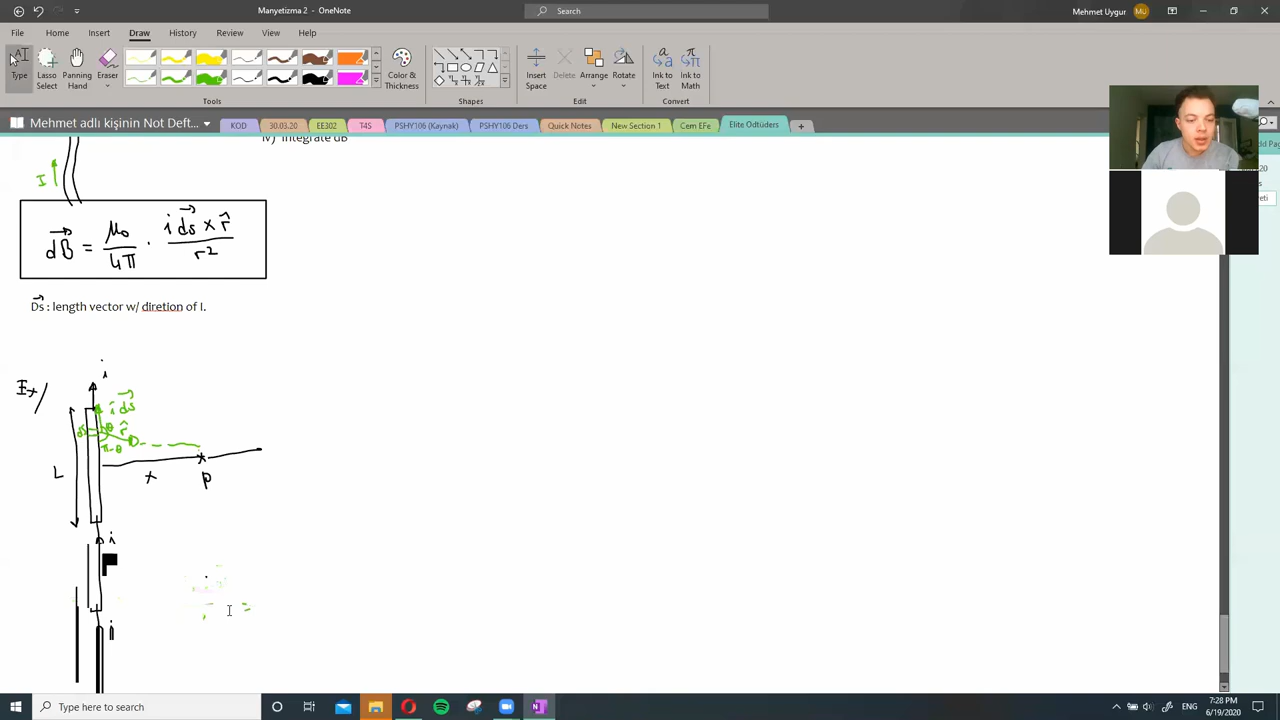 Manyetizma 2 - OneNote
Search
Mehmet Uygur
MU
File Home Insert Draw History Review View Help
Type
Lasso Select
Panning Hand
Eraser
Color & Thickness
Insert Space
Delete
Arrange
Rotate
Ink to Text
Ink to Math
Tools
Shapes
Edit
Convert
Mehmet adlı kişinin Not Deft...
KOD
30.03.20
EE302
T4S
PSHY106 (Kaynak)
PSHY106 Ders
Quick Notes
New Section 1
Cem EFe
Elite Odtüders
iv) Integrate dB
I
dB⃗ = μ₀/4π · i ds⃗ × r̂ / r²
Ds⃗ : length vector w/ diretion of I.
Ex/
i
i ds⃗
ds θ r̂
π-θ
L
x
p
i
i
Type here to search
ENG
7:28 PM
6/19/2020